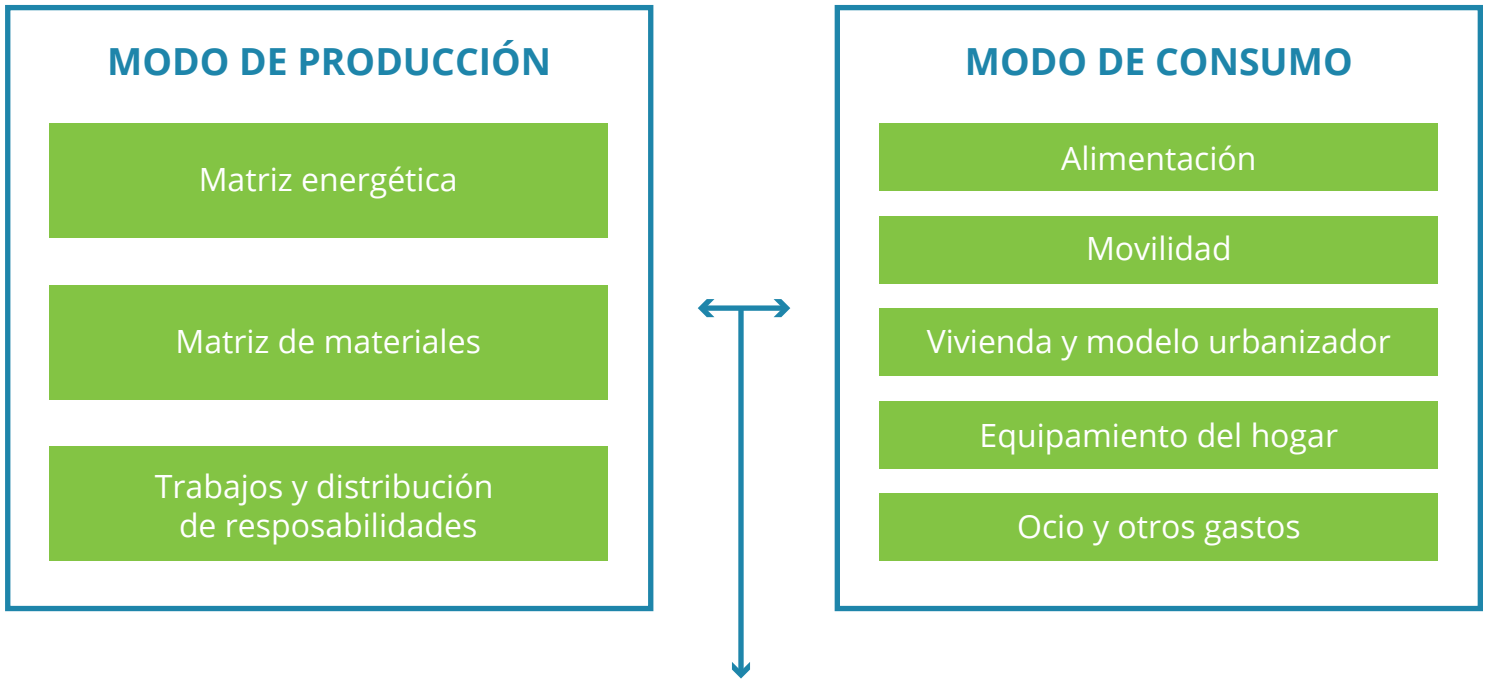 MODO DE PRODUCCIÓN
Matriz energética
Matriz de materiales
Trabajos y distribución
de resposabilidades
MODO DE CONSUMO
Alimentación
Movilidad
Vivienda y modelo urbanizador
Equipamiento del hogar
Ocio y otros gastos